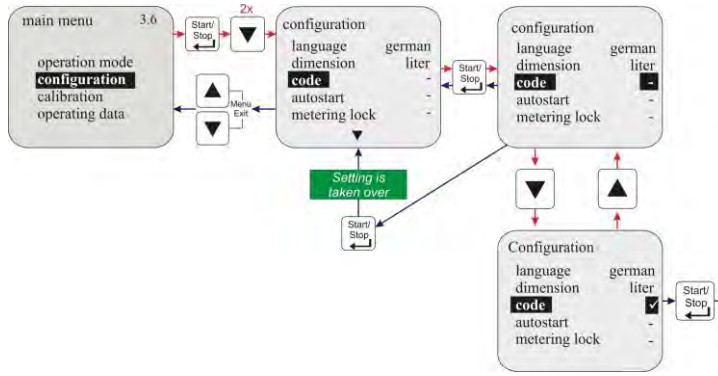 main menu 3.6
operation mode
configuration
calibration
operating data
Start/
Stop
2x
configuration
language german
dimension liter
code -
autostart -
metering lock -
Start/
Stop
configuration
language german
dimension liter
code -
autostart -
metering lock -
Menu
Exit
Setting is
taken over
Start/
Stop
Configuration
language german
dimension liter
code ✓
autostart -
metering lock -
Start/
Stop